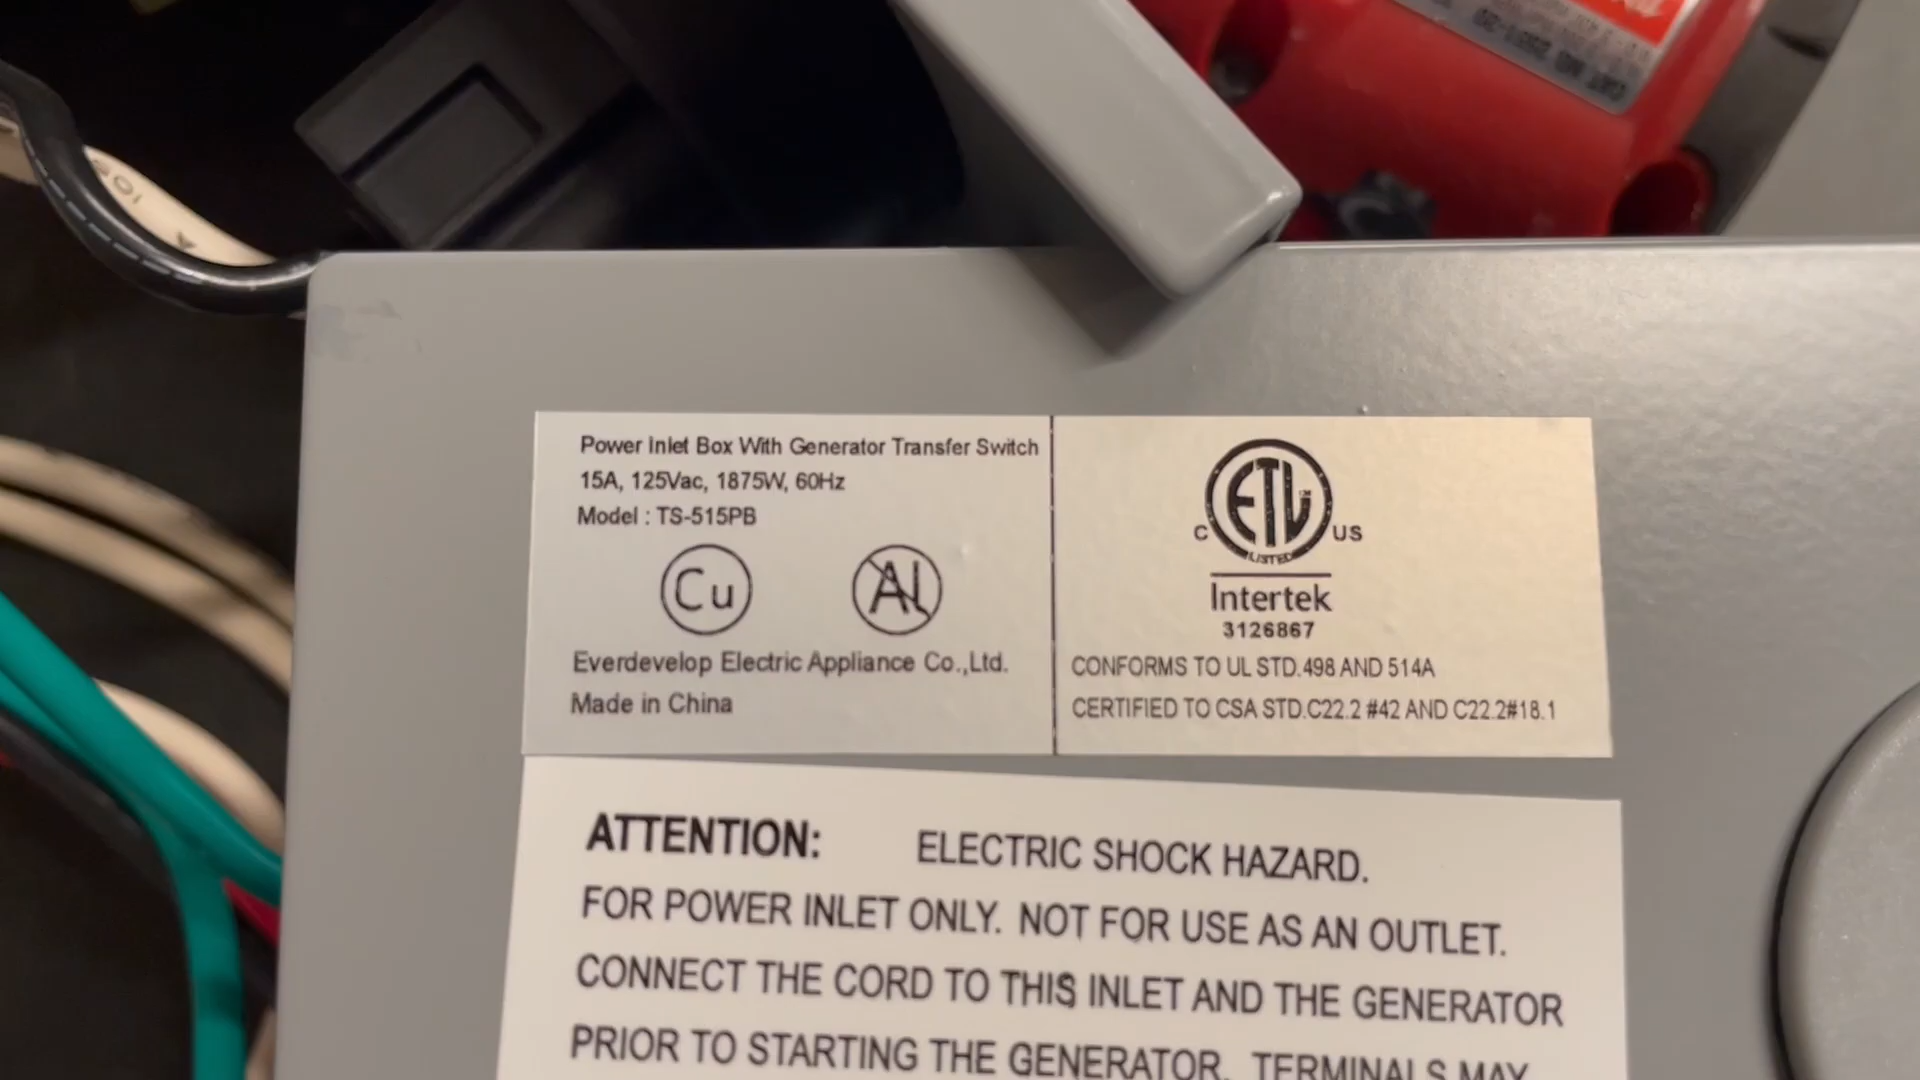 Power Inlet Box With Generator Transfer Switch
15A, 125Vac, 1875W, 60Hz
Model : TS-515PB
Cu
Al
Everdevelop Electric Appliance Co.,Ltd.
Made in China
ETL
C US
LISTED
Intertek
3126867
CONFORMS TO UL STD.498 AND 514A
CERTIFIED TO CSA STD.C22.2 #42 AND C22.2#18.1
ATTENTION: ELECTRIC SHOCK HAZARD.
FOR POWER INLET ONLY. NOT FOR USE AS AN OUTLET.
CONNECT THE CORD TO THIS INLET AND THE GENERATOR
PRIOR TO STARTING THE GENERATOR. TERMINALS MAY